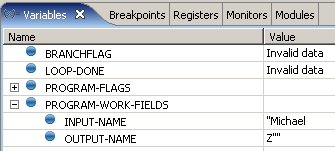 Variables Breakpoints Registers Monitors Modules
Name Value
BRANCHFLAG Invalid data
LOOP-DONE Invalid data
PROGRAM-FLAGS
PROGRAM-WORK-FIELDS
INPUT-NAME "Michael
OUTPUT-NAME Z""